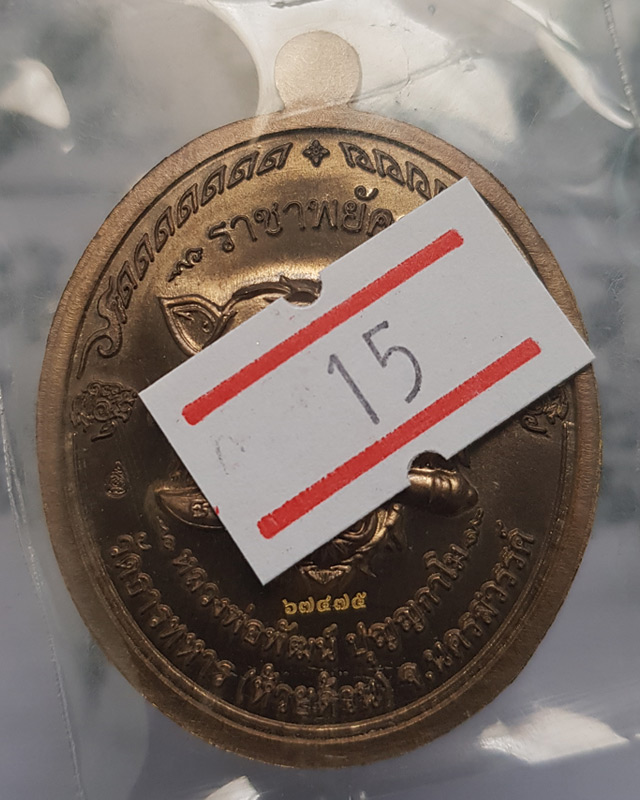 ราชาพยัค
15
๖๗๔๗๕
หลวงพ่อพัฒน์ ปุญญกาโม
วัดธารทหาร (ห้วยด้วน) จ.นครสวรรค์